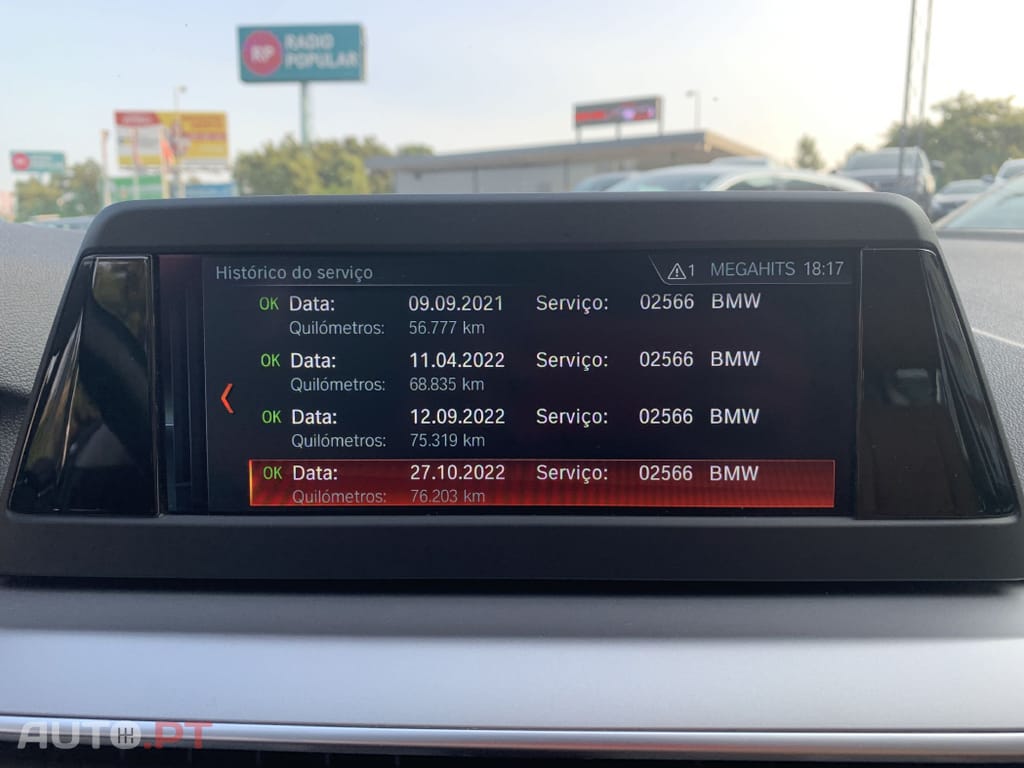 RP RADIO
POPULAR
Histórico do serviço 1 MEGAHITS 18:17
OK Data: 09.09.2021 Serviço: 02566 BMW
Quilómetros: 56.777 km
OK Data: 11.04.2022 Serviço: 02566 BMW
Quilómetros: 68.835 km
OK Data: 12.09.2022 Serviço: 02566 BMW
Quilómetros: 75.319 km
OK Data: 27.10.2022 Serviço: 02566 BMW
Quilómetros: 76.203 km
AUTO.PT